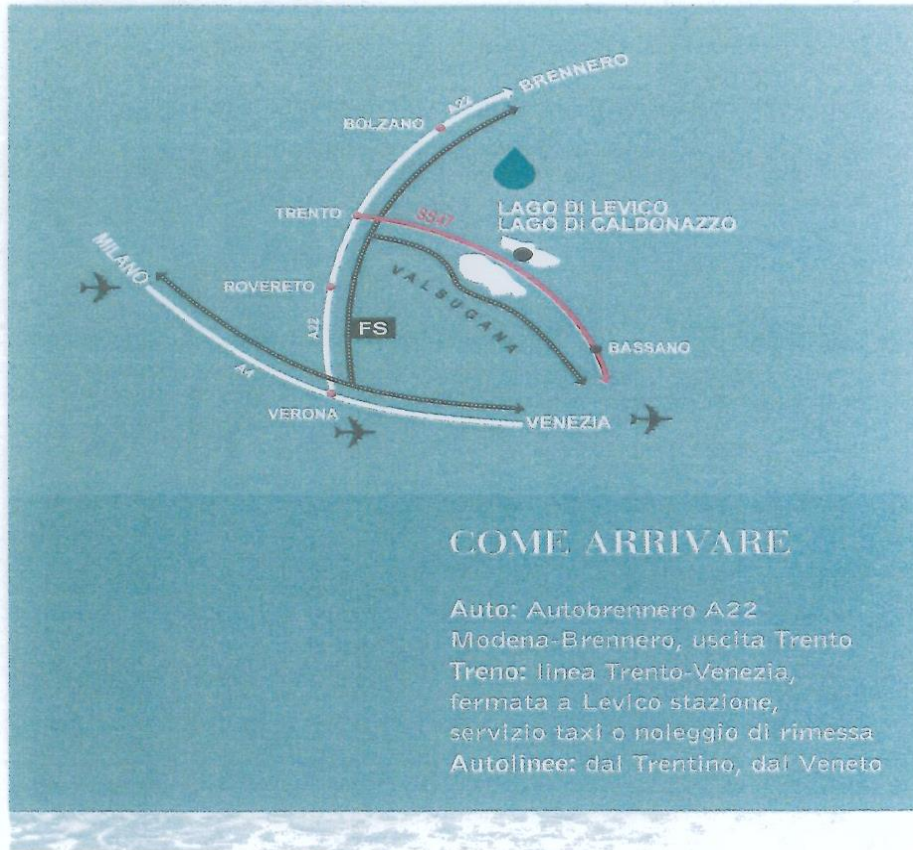 BRENNERO
A22
BOLZANO
TRENTO
SS47
LAGO DI LEVICO
LAGO DI CALDONAZZO
MILANO
ROVERETO
VALSUGANA
A22
FS
BASSANO
A4
VERONA
VENEZIA
COME ARRIVARE
Auto: Autobrennero A22
Modena-Brennero, uscita Trento
Treno: linea Trento-Venezia,
fermata a Levico stazione,
servizio taxi o noleggio di rimessa
Autolinee: dal Trentino, dal Veneto